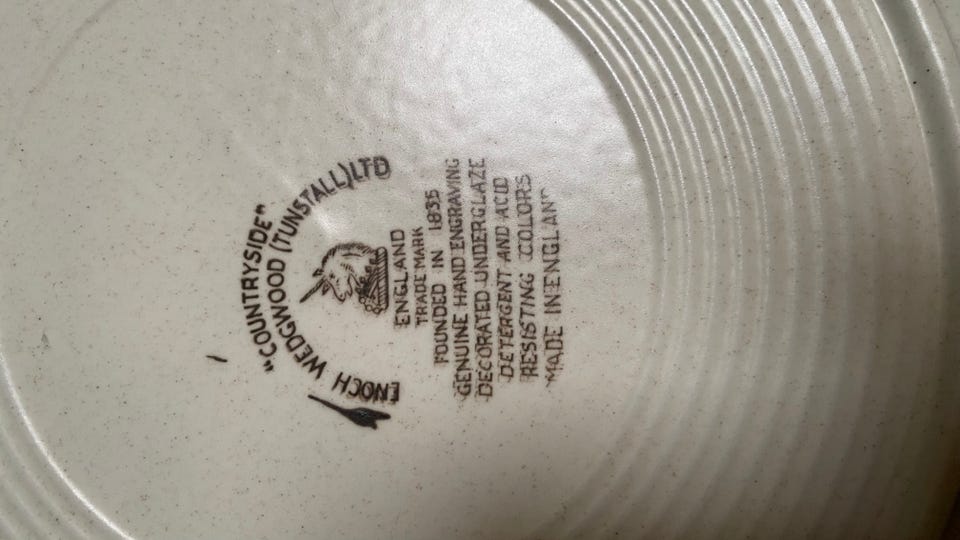 "COUNTRYSIDE"
ENOCH WEDGWOOD (TUNSTALL) LTD
ENGLAND
TRADE MARK
FOUNDED IN 1835
GENUINE HAND ENGRAVING
DECORATED UNDERGLAZE
DETERGENT AND ACID
RESISTING COLORS
MADE IN ENGLAND